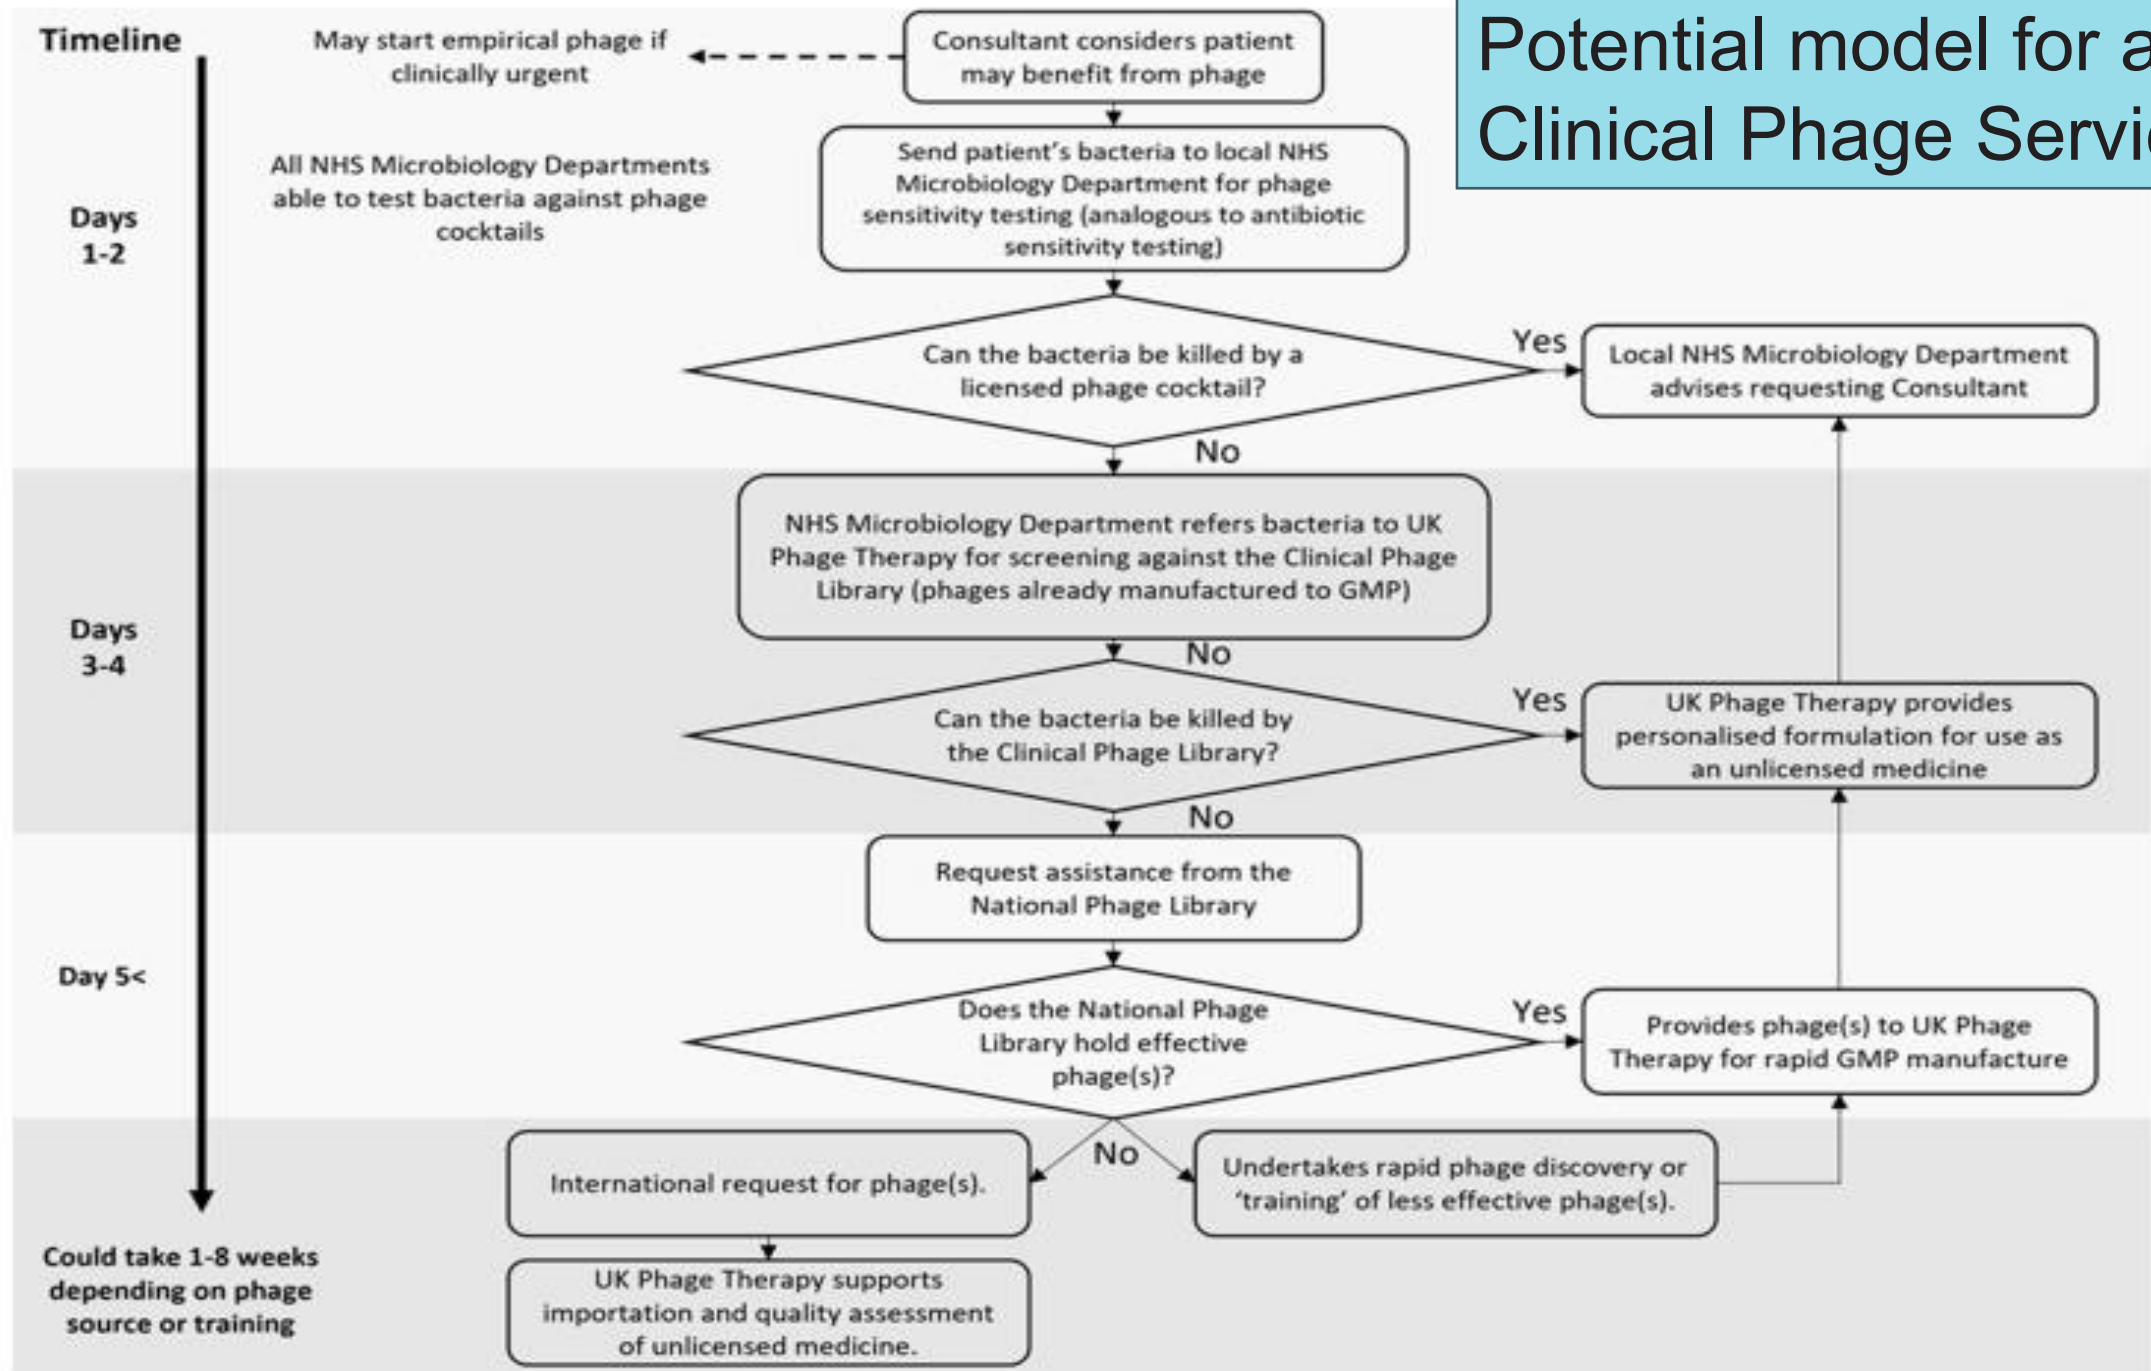 Potential model for a
Clinical Phage Servi
Timeline
May start empirical phage if
clinically urgent
Consultant considers patient
may benefit from phage
All NHS Microbiology Departments
able to test bacteria against phage
cocktails
Send patient's bacteria to local NHS
Microbiology Department for phage
sensitivity testing (analogous to antibiotic
sensitivity testing)
Days
1-2
Can the bacteria be killed by a
licensed phage cocktail?
Yes
Local NHS Microbiology Department
advises requesting Consultant
No
NHS Microbiology Department refers bacteria to UK
Phage Therapy for screening against the Clinical Phage
Library (phages already manufactured to GMP)
Days
3-4
No
Can the bacteria be killed by
the Clinical Phage Library?
Yes
UK Phage Therapy provides
personalised formulation for use as
an unlicensed medicine
No
Request assistance from the
National Phage Library
Day 5<
Does the National Phage
Library hold effective
phage(s)?
Yes
Provides phage(s) to UK Phage
Therapy for rapid GMP manufacture
No
International request for phage(s).
Undertakes rapid phage discovery or
'training' of less effective phage(s).
Could take 1-8 weeks
depending on phage
source or training
UK Phage Therapy supports
importation and quality assessment
of unlicensed medicine.